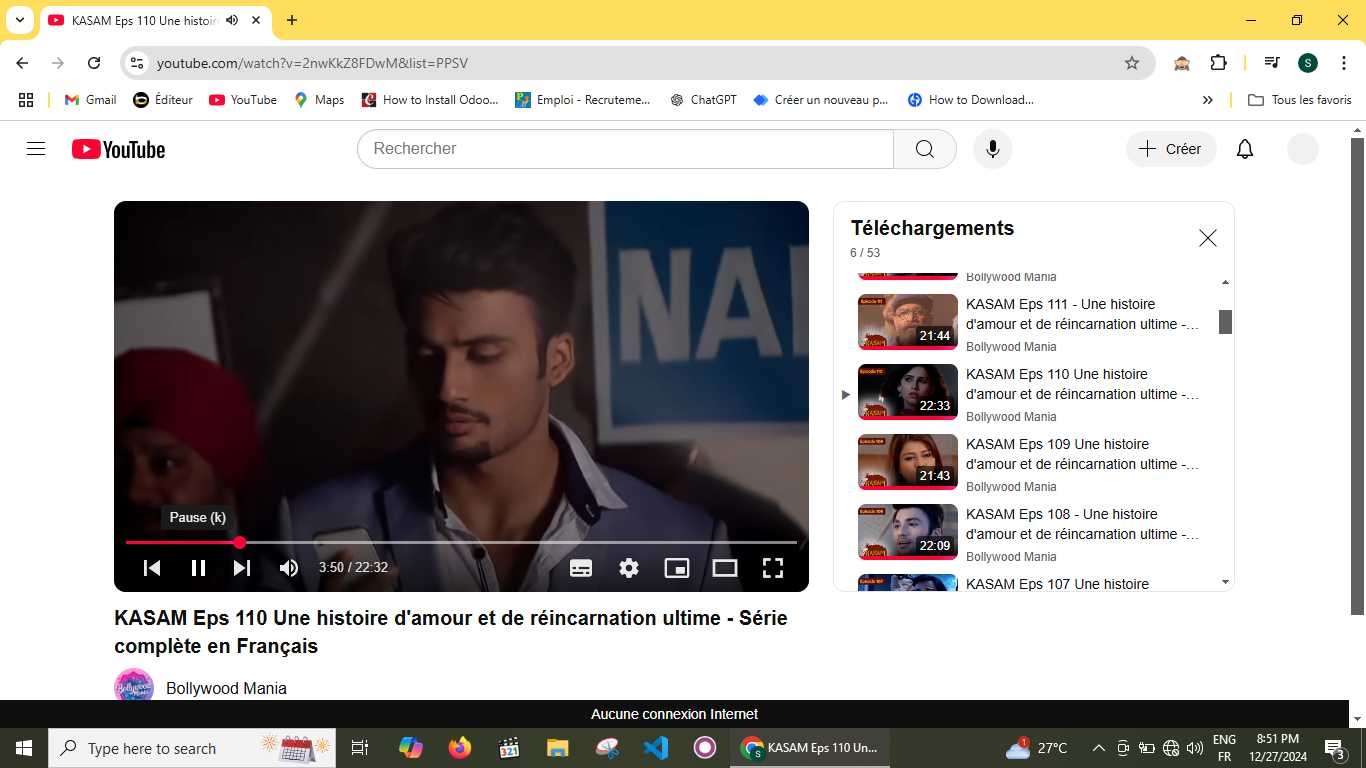 KASAM Eps 110 Une histoir
youtube.com/watch?v=2nwKkZ8FDwM&list=PPSV
S
Gmail
Éditeur
YouTube
Maps
How to Install Odoo...
Emploi - Recruteme...
ChatGPT
Créer un nouveau p...
How to Download...
Tous les favoris
YouTube
Rechercher
Créer
NA
Pause (k)
3:50 / 22:32
KASAM Eps 110 Une histoire d'amour et de réincarnation ultime - Série
complète en Français
Bollywood Mania
Téléchargements
6 / 53
Bollywood Mania
KASAM Eps 111 - Une histoire
d'amour et de réincarnation ultime -...
Bollywood Mania
21:44
KASAM Eps 110 Une histoire
d'amour et de réincarnation ultime -...
Bollywood Mania
22:33
KASAM Eps 109 Une histoire
d'amour et de réincarnation ultime -...
Bollywood Mania
21:43
KASAM Eps 108 - Une histoire
d'amour et de réincarnation ultime -...
Bollywood Mania
22:09
KASAM Eps 107 Une histoire
Aucune connexion Internet
Type here to search
321
KASAM Eps 110 Un...
27°C
ENG
FR
8:51 PM
12/27/2024
3